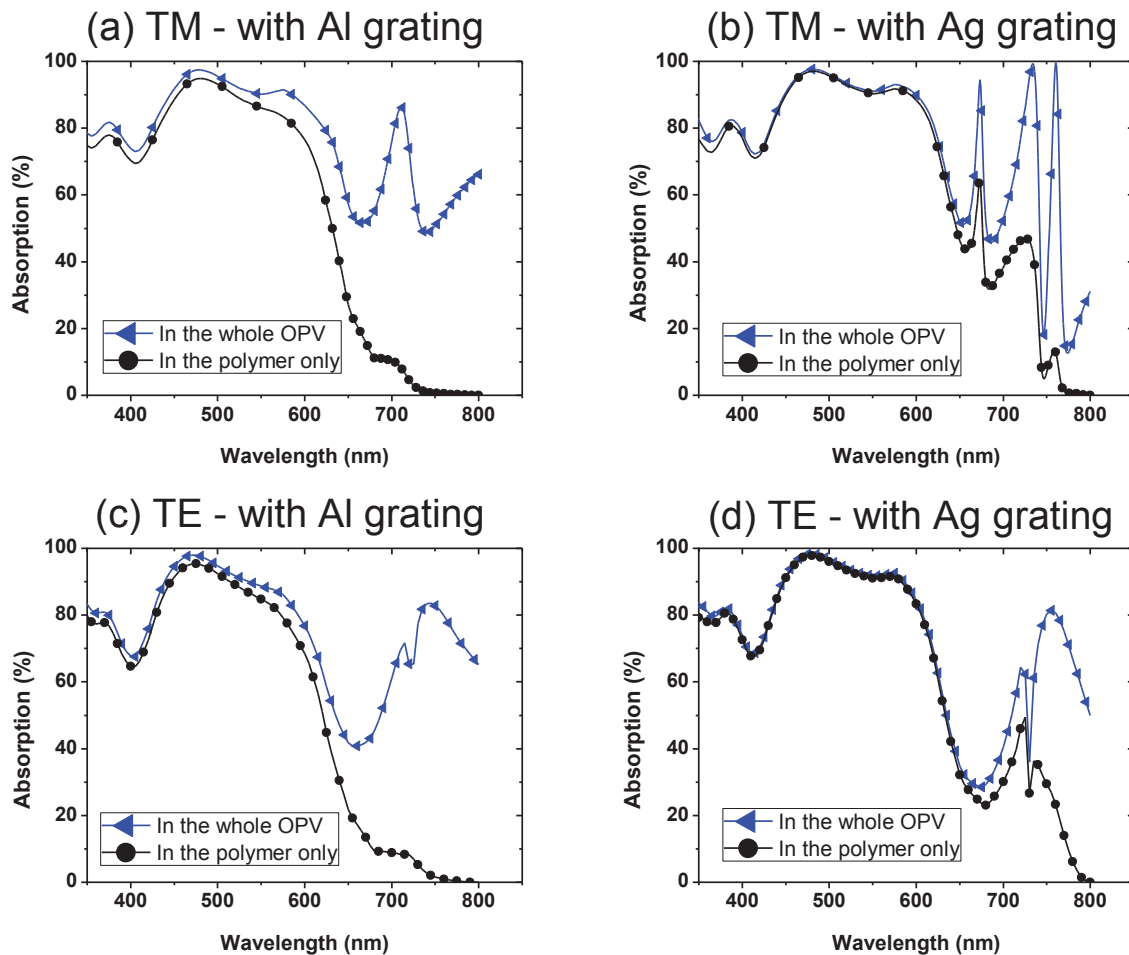 (a) TM - with Al grating
100
80
60
40
20
0
Absorption (%)
In the whole OPV
In the polymer only
400 500 600 700 800
Wavelength (nm)
(b) TM - with Ag grating
100
80
60
40
20
0
Absorption (%)
In the whole OPV
In the polymer only
400 500 600 700 800
Wavelength (nm)
(c) TE - with Al grating
100
80
60
40
20
0
Absorption (%)
In the whole OPV
In the polymer only
400 500 600 700 800
Wavelength (nm)
(d) TE - with Ag grating
100
80
60
40
20
0
Absorption (%)
In the whole OPV
In the polymer only
400 500 600 700 800
Wavelength (nm)